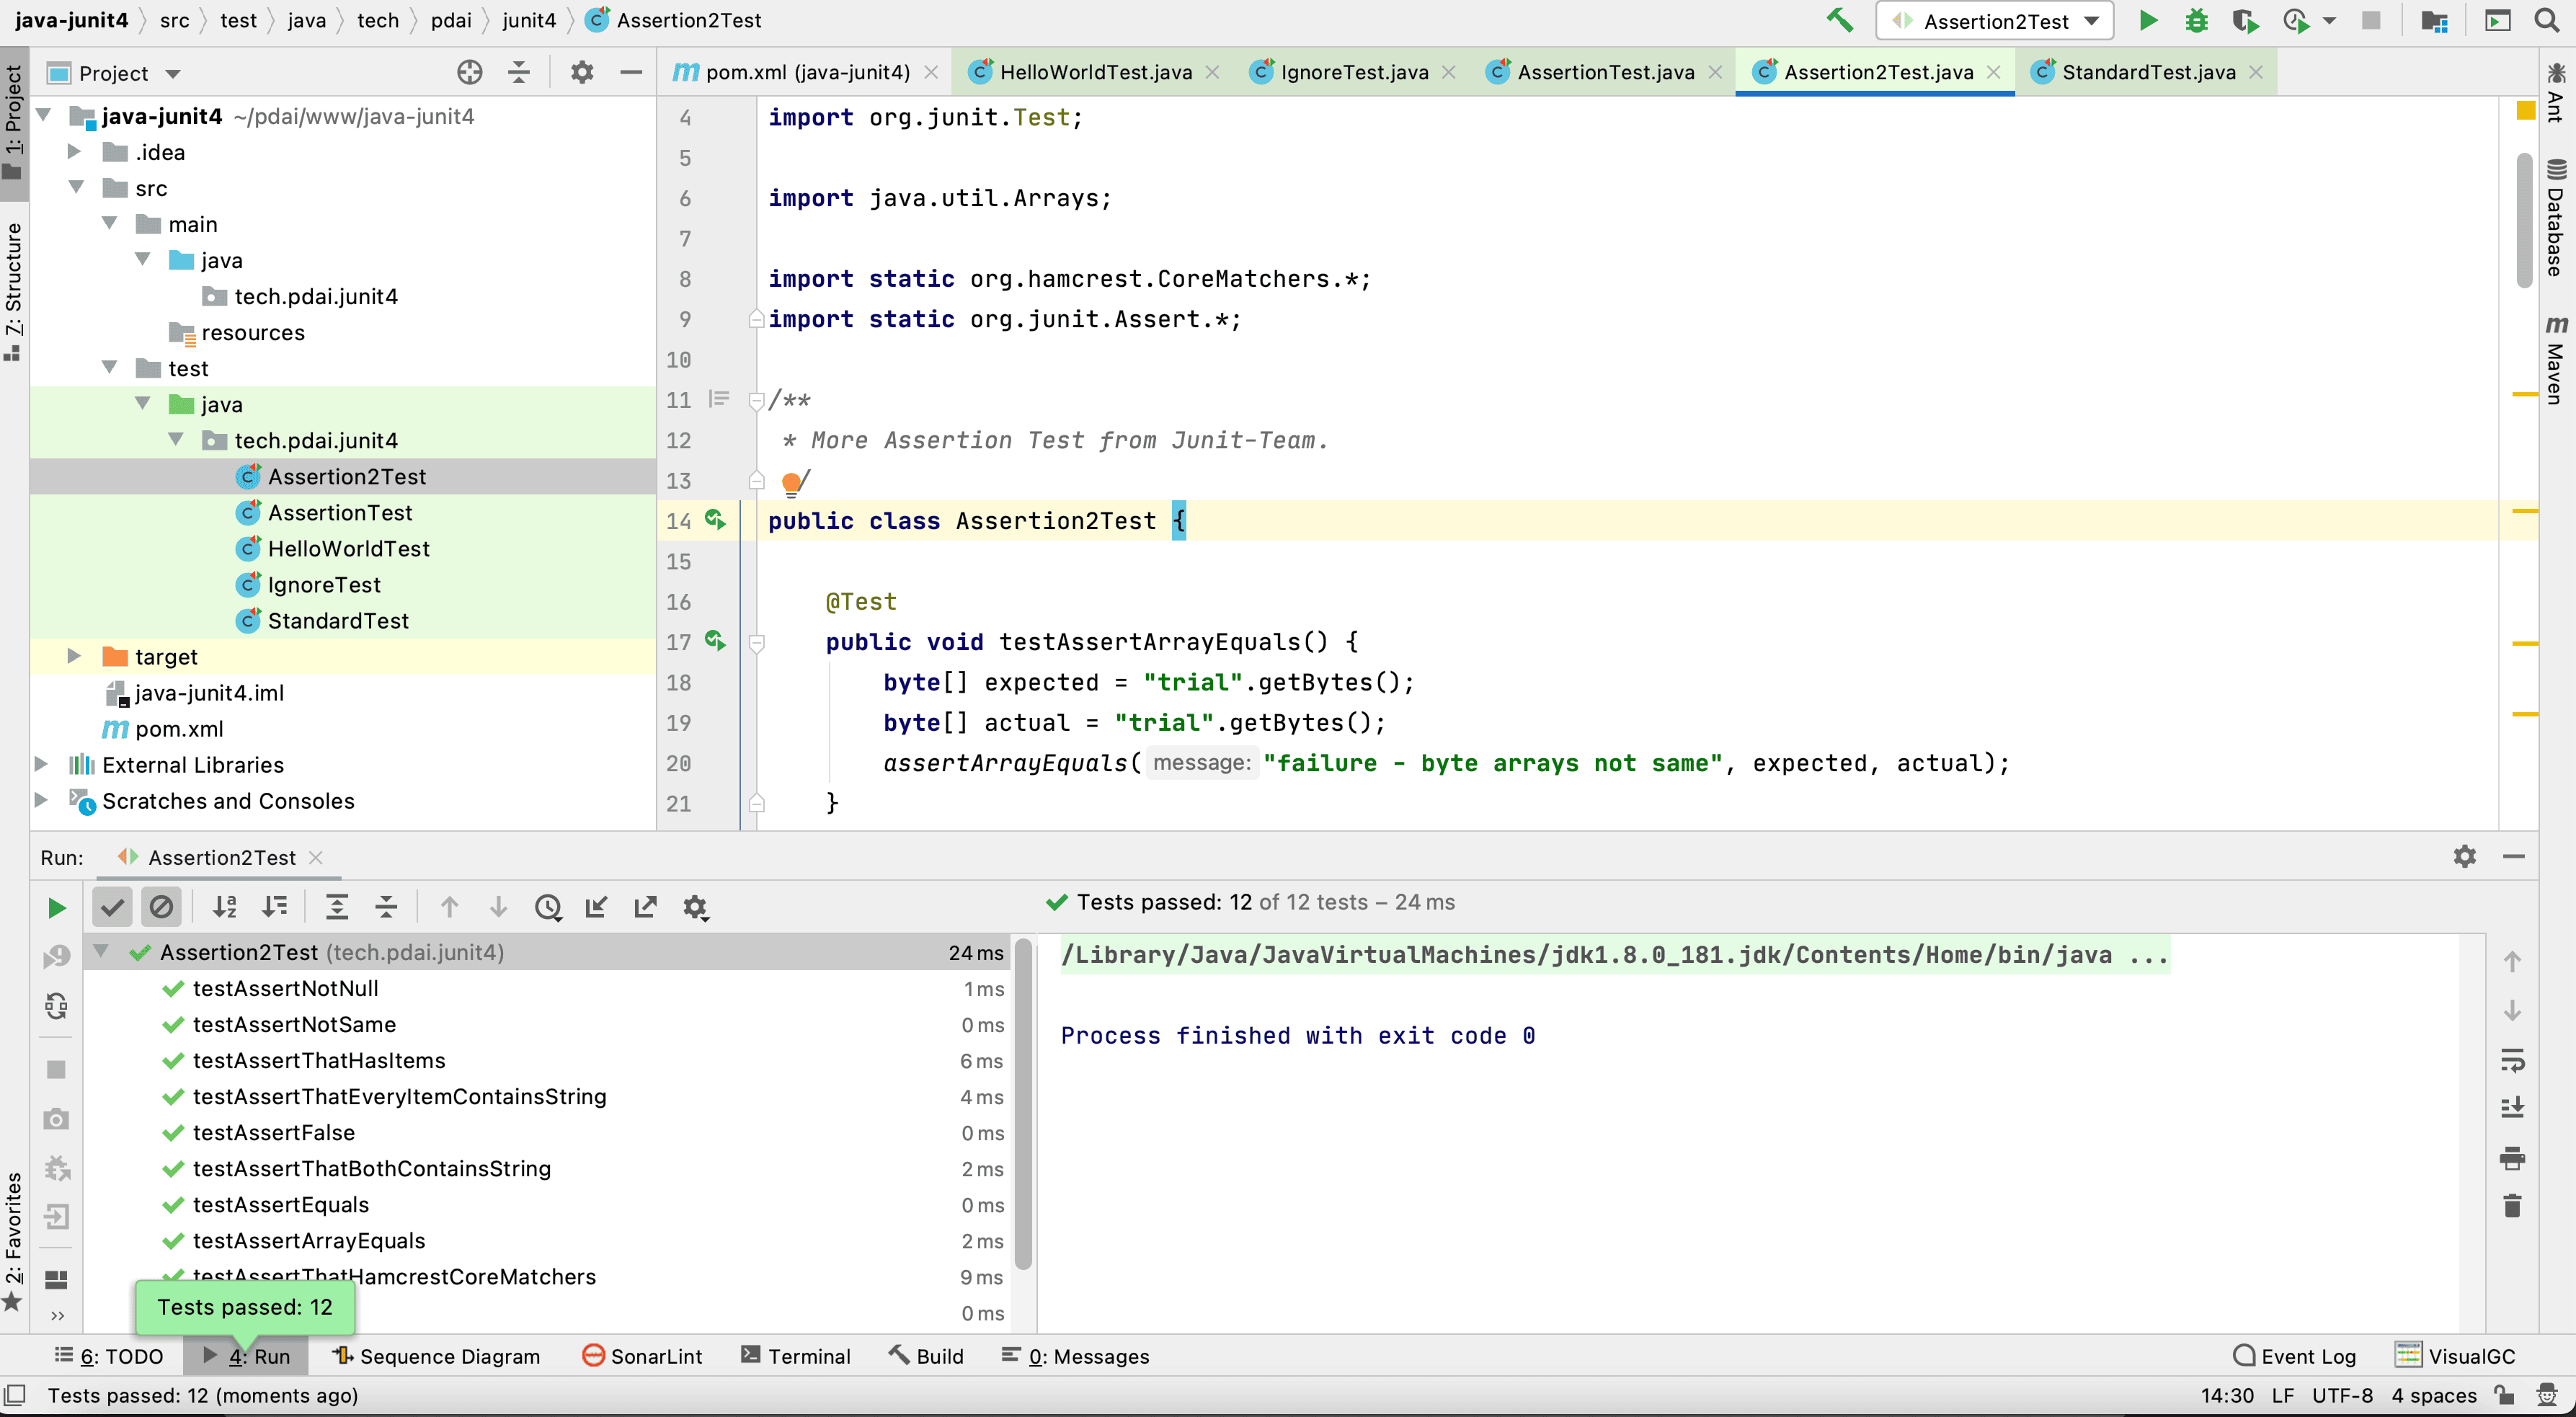 java-junit4 src test java tech pdai junit4 Assertion2Test
Assertion2Test
Project
pom.xml (java-junit4) HelloWorldTest.java IgnoreTest.java AssertionTest.java Assertion2Test.java StandardTest.java
1: Project
7: Structure
2: Favorites
java-junit4 ~/pdai/www/java-junit4
.idea
src
main
java
tech.pdai.junit4
resources
test
java
tech.pdai.junit4
Assertion2Test
AssertionTest
HelloWorldTest
IgnoreTest
StandardTest
target
java-junit4.iml
pom.xml
External Libraries
Scratches and Consoles
4 import org.junit.Test;
5
6 import java.util.Arrays;
7
8 import static org.hamcrest.CoreMatchers.*;
9 import static org.junit.Assert.*;
10
11 /**
12 * More Assertion Test from Junit-Team.
13 /
14 public class Assertion2Test {
15
16 @Test
17 public void testAssertArrayEquals() {
18 byte[] expected = "trial".getBytes();
19 byte[] actual = "trial".getBytes();
20 assertArrayEquals( message: "failure - byte arrays not same", expected, actual);
21 }
Ant
Database
Maven
Run: Assertion2Test
Tests passed: 12 of 12 tests – 24 ms
Assertion2Test (tech.pdai.junit4) 24 ms
testAssertNotNull 1 ms
testAssertNotSame 0 ms
testAssertThatHasItems 6 ms
testAssertThatEveryItemContainsString 4 ms
testAssertFalse 0 ms
testAssertThatBothContainsString 2 ms
testAssertEquals 0 ms
testAssertArrayEquals 2 ms
testAssertThatHamcrestCoreMatchers 9 ms
0 ms
/Library/Java/JavaVirtualMachines/jdk1.8.0_181.jdk/Contents/Home/bin/java ...
Process finished with exit code 0
Tests passed: 12
6: TODO 4: Run Sequence Diagram SonarLint Terminal Build 0: Messages Event Log VisualGC
Tests passed: 12 (moments ago) 14:30 LF UTF-8 4 spaces